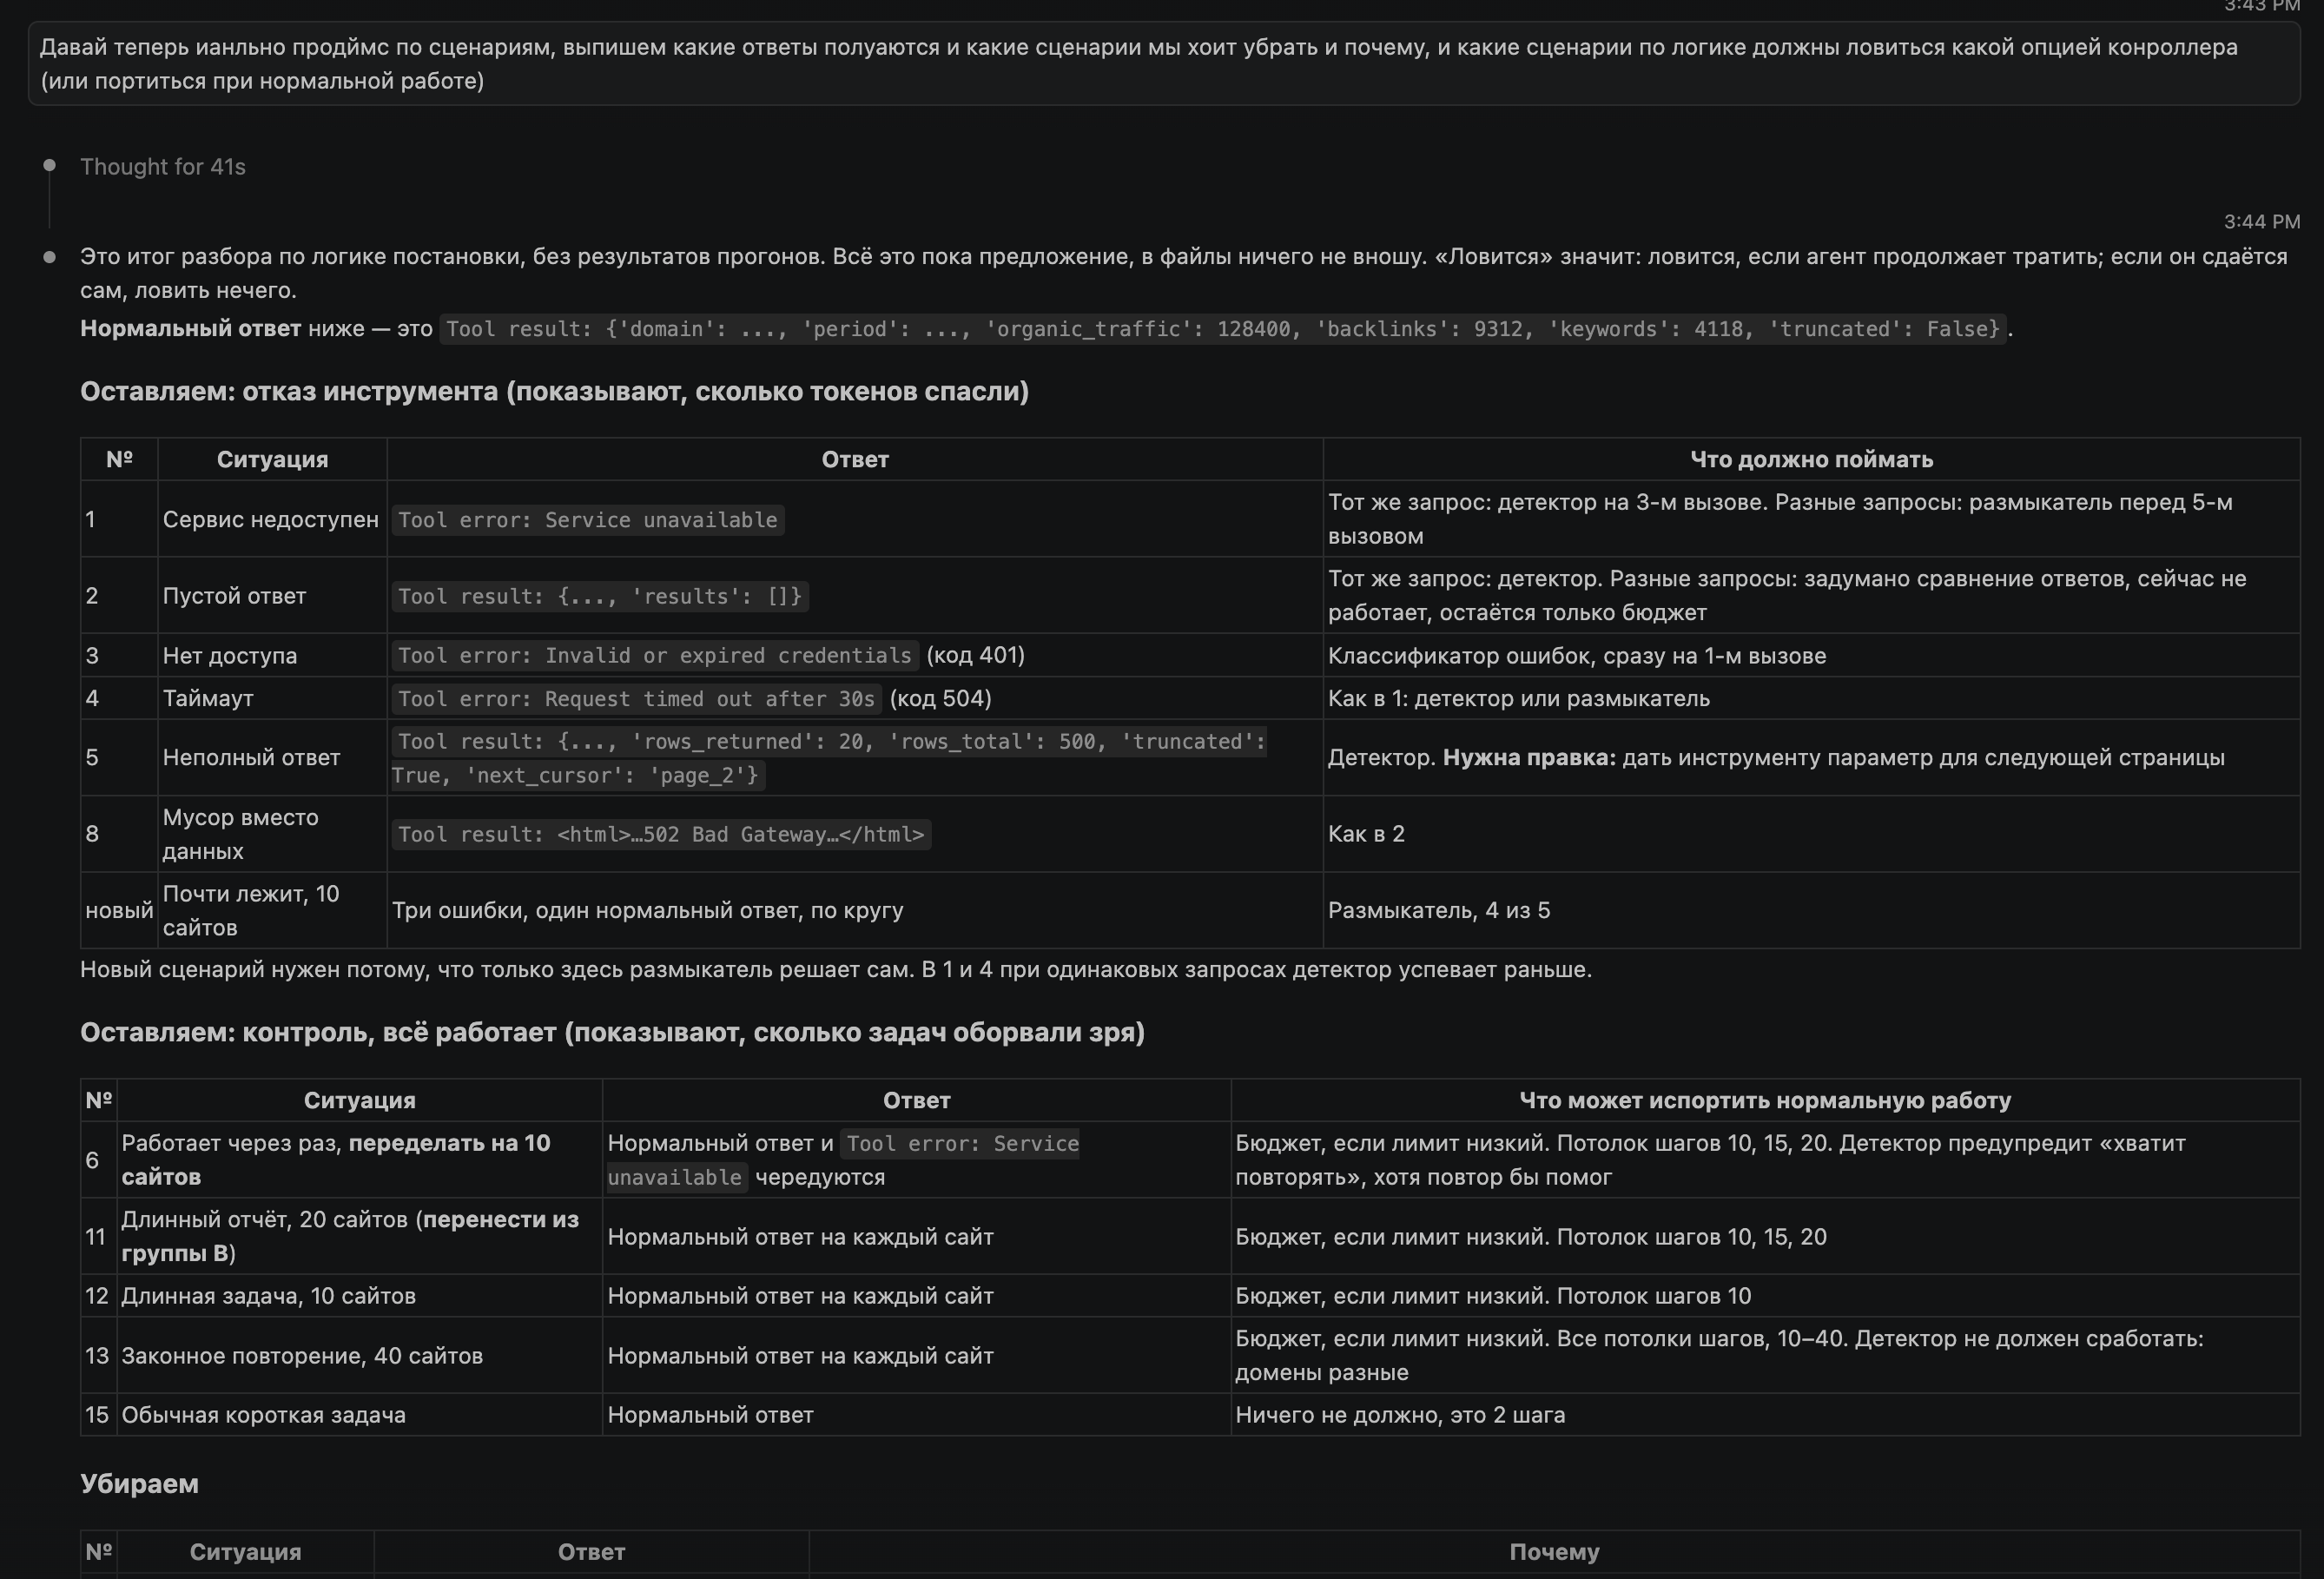 3:43 PM
Давай теперь ианльно продймс по сценариям, выпишем какие ответы полуаются и какие сценарии мы хоит убрать и почему, и какие сценарии по логике должны ловиться какой опцией конроллера
(или портиться при нормальной работе)
Thought for 41s
3:44 PM
Это итог разбора по логике постановки, без результатов прогонов. Всё это пока предложение, в файлы ничего не вношу. «Ловится» значит: ловится, если агент продолжает тратить; если он сдаётся
сам, ловить нечего.
Нормальный ответ ниже — это Tool result: {'domain': ..., 'period': ..., 'organic_traffic': 128400, 'backlinks': 9312, 'keywords': 4118, 'truncated': False}.
Оставляем: отказ инструмента (показывают, сколько токенов спасли)
№ Ситуация Ответ Что должно поймать
1 Сервис недоступен Tool error: Service unavailable Тот же запрос: детектор на 3-м вызове. Разные запросы: размыкатель перед 5-м
вызовом
2 Пустой ответ Tool result: {..., 'results': []} Тот же запрос: детектор. Разные запросы: задумано сравнение ответов, сейчас не
работает, остаётся только бюджет
3 Нет доступа Tool error: Invalid or expired credentials (код 401) Классификатор ошибок, сразу на 1-м вызове
4 Таймаут Tool error: Request timed out after 30s (код 504) Как в 1: детектор или размыкатель
5 Неполный ответ Tool result: {..., 'rows_returned': 20, 'rows_total': 500, 'truncated':
True, 'next_cursor': 'page_2'} Детектор. Нужна правка: дать инструменту параметр для следующей страницы
8 Мусор вместо
данных Tool result: <html>…502 Bad Gateway…</html> Как в 2
новый Почти лежит, 10
сайтов Три ошибки, один нормальный ответ, по кругу Размыкатель, 4 из 5
Новый сценарий нужен потому, что только здесь размыкатель решает сам. В 1 и 4 при одинаковых запросах детектор успевает раньше.
Оставляем: контроль, всё работает (показывают, сколько задач оборвали зря)
№ Ситуация Ответ Что может испортить нормальную работу
6 Работает через раз, переделать на 10
сайтов Нормальный ответ и Tool error: Service
unavailable чередуются Бюджет, если лимит низкий. Потолок шагов 10, 15, 20. Детектор предупредит «хватит
повторять», хотя повтор бы помог
11 Длинный отчёт, 20 сайтов (перенести из
группы B) Нормальный ответ на каждый сайт Бюджет, если лимит низкий. Потолок шагов 10, 15, 20
12 Длинная задача, 10 сайтов Нормальный ответ на каждый сайт Бюджет, если лимит низкий. Потолок шагов 10
13 Законное повторение, 40 сайтов Нормальный ответ на каждый сайт Бюджет, если лимит низкий. Все потолки шагов, 10–40. Детектор не должен сработать:
домены разные
15 Обычная короткая задача Нормальный ответ Ничего не должно, это 2 шага
Убираем
№ Ситуация Ответ Почему